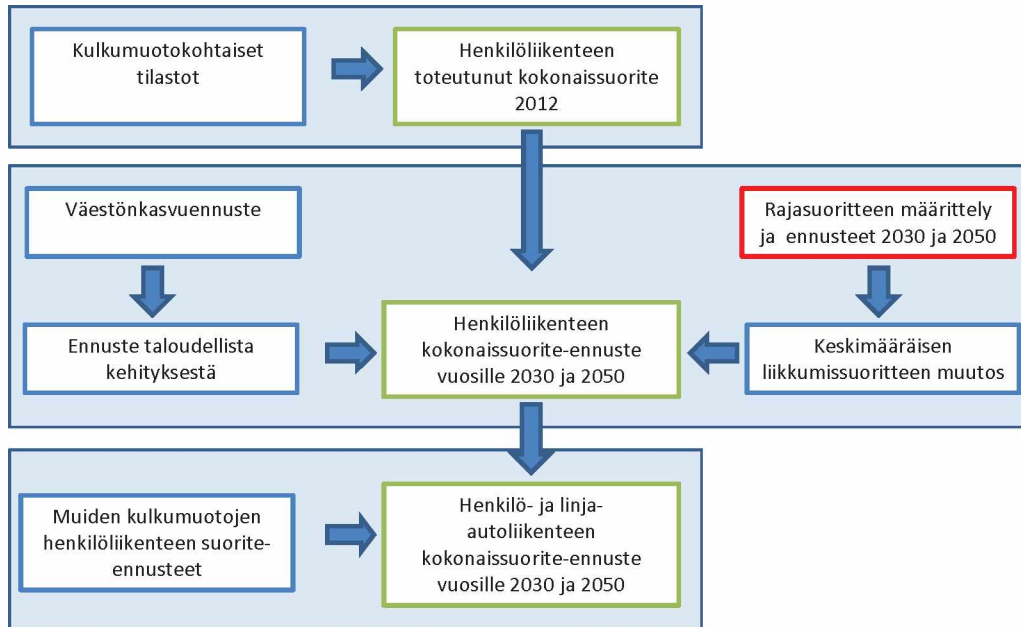 Kulkumuotokohtaiset
tilastot
Henkilöliikenteen
toteutunut kokonaissuorite
2012
Väestönkasvuennuste
Rajasuoritteen määrittely
ja ennusteet 2030 ja 2050
Ennuste taloudellista
kehityksestä
Henkilöliikenteen
kokonaissuorite-ennuste
vuosille 2030 ja 2050
Keskimääräisen
liikkumissuoritteen muutos
Muiden kulkumuotojen
henkilöliikenteen suorite-
ennusteet
Henkilö- ja linja-
autoliikenteen
kokonaissuorite-ennuste
vuosille 2030 ja 2050